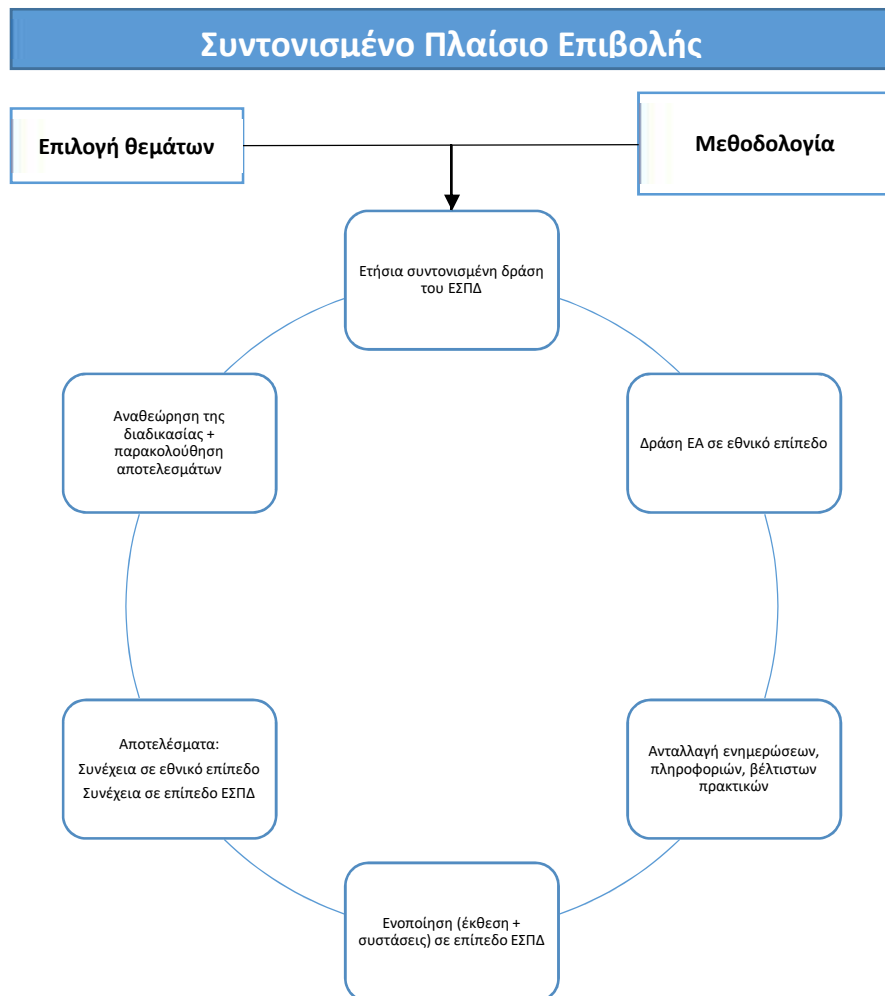 Συντονισμένο Πλαίσιο Επιβολής
Επιλογή θεμάτων
Μεθοδολογία
Ετήσια συντονισμένη δράση
του ΕΣΠΔ
Δράση ΕΑ σε εθνικό επίπεδο
Ανταλλαγή ενημερώσεων,
πληροφοριών, βέλτιστων
πρακτικών
Ενοποίηση (έκθεση +
συστάσεις) σε επίπεδο ΕΣΠΔ
Αποτελέσματα:
Συνέχεια σε εθνικό επίπεδο
Συνέχεια σε επίπεδο ΕΣΠΔ
Αναθεώρηση της
διαδικασίας +
παρακολούθηση
αποτελεσμάτων